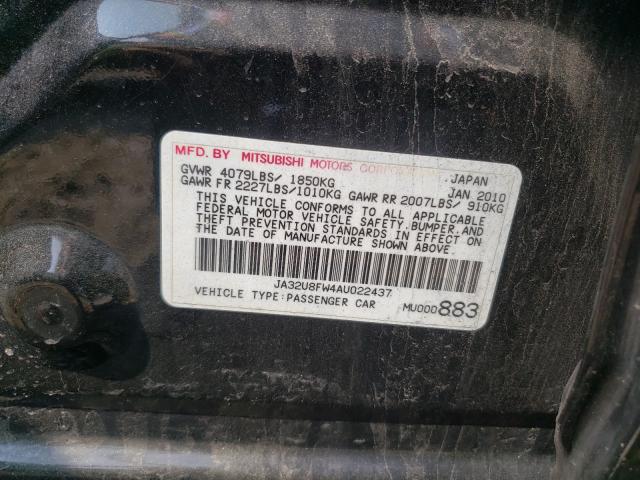 MFD. BY MITSUBISHI MOTORS CORPORATION JAPAN
GVWR 4079LBS/ 1850KG JAN 2010
GAWR FR 2227LBS/1010KG GAWR RR 2007LBS/ 910KG
THIS VEHICLE CONFORMS TO ALL APPLICABLE
FEDERAL MOTOR VEHICLE SAFETY,BUMPER,AND
THEFT PREVENTION STANDARDS IN EFFECT ON
THE DATE OF MANUFACTURE SHOWN ABOVE.
JA32U8FW4AU022437
VEHICLE TYPE:PASSENGER CAR MU000883